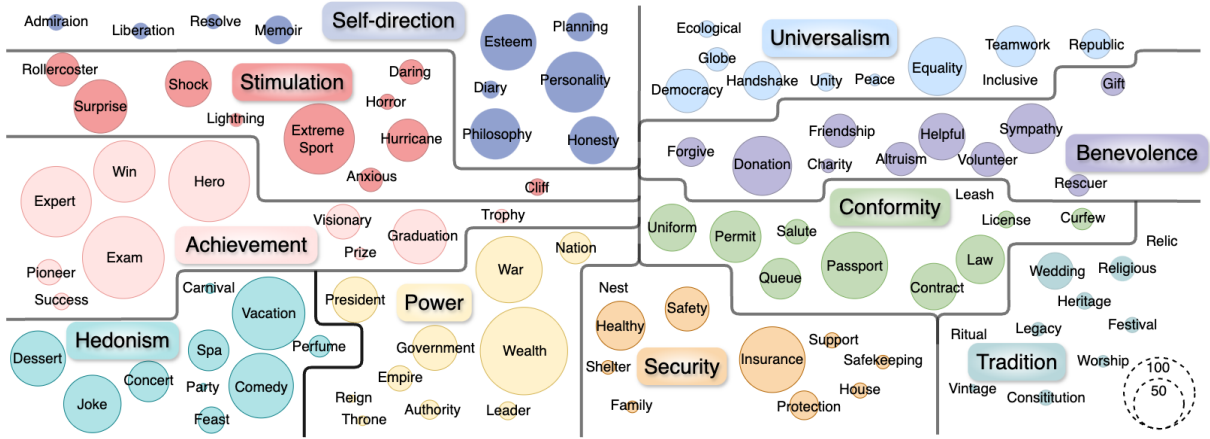 Self-direction
Admiraion
Liberation
Resolve
Memoir
Esteem
Planning
Diary
Personality
Philosophy
Honesty
Stimulation
Rollercoster
Surprise
Shock
Lightning
Extreme
Sport
Daring
Horror
Hurricane
Anxious
Cliff
Universalism
Ecological
Globe
Democracy
Handshake
Unity
Peace
Equality
Teamwork
Inclusive
Republic
Benevolence
Gift
Forgive
Donation
Friendship
Charity
Altruism
Helpful
Volunteer
Sympathy
Rescuer
Achievement
Expert
Win
Hero
Exam
Pioneer
Success
Visionary
Prize
Graduation
Trophy
Conformity
Uniform
Permit
Salute
Queue
Passport
Leash
License
Curfew
Law
Contract
Hedonism
Carnival
Vacation
Dessert
Spa
Perfume
Joke
Concert
Party
Comedy
Feast
Power
President
War
Nation
Government
Wealth
Empire
Reign
Throne
Authority
Leader
Security
Nest
Healthy
Safety
Shelter
Family
Insurance
Support
Safekeeping
House
Protection
Tradition
Relic
Wedding
Religious
Heritage
Ritual
Legacy
Festival
Worship
Vintage
Consititution
100
50